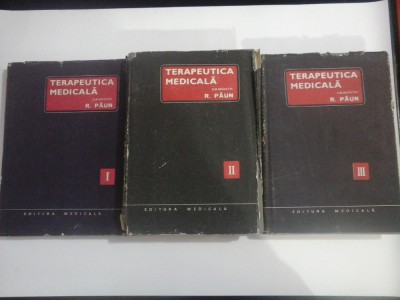 TERAPEUTICA
MEDICALĂ
R. PĂUN
I
EDITURA MEDICALĂ
TERAPEUTICA
MEDICALĂ
R. PĂUN
II
EDITURA MEDICALĂ
TERAPEUTICA
MEDICALĂ
R. PĂUN
III
EDITURA MEDICALĂ